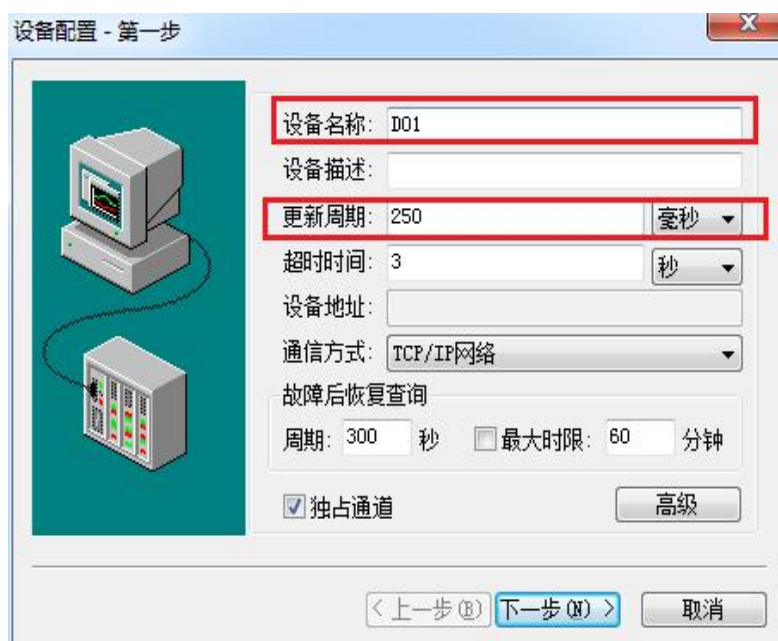 设备配置 - 第一步
设备名称: D01
设备描述:
更新周期: 250 毫秒
超时时间: 3 秒
设备地址:
通信方式: TCP/IP网络
故障后恢复查询
周期: 300 秒 最大时限: 60 分钟
独占通道 高级
< 上一步(B) 下一步(N) > 取消